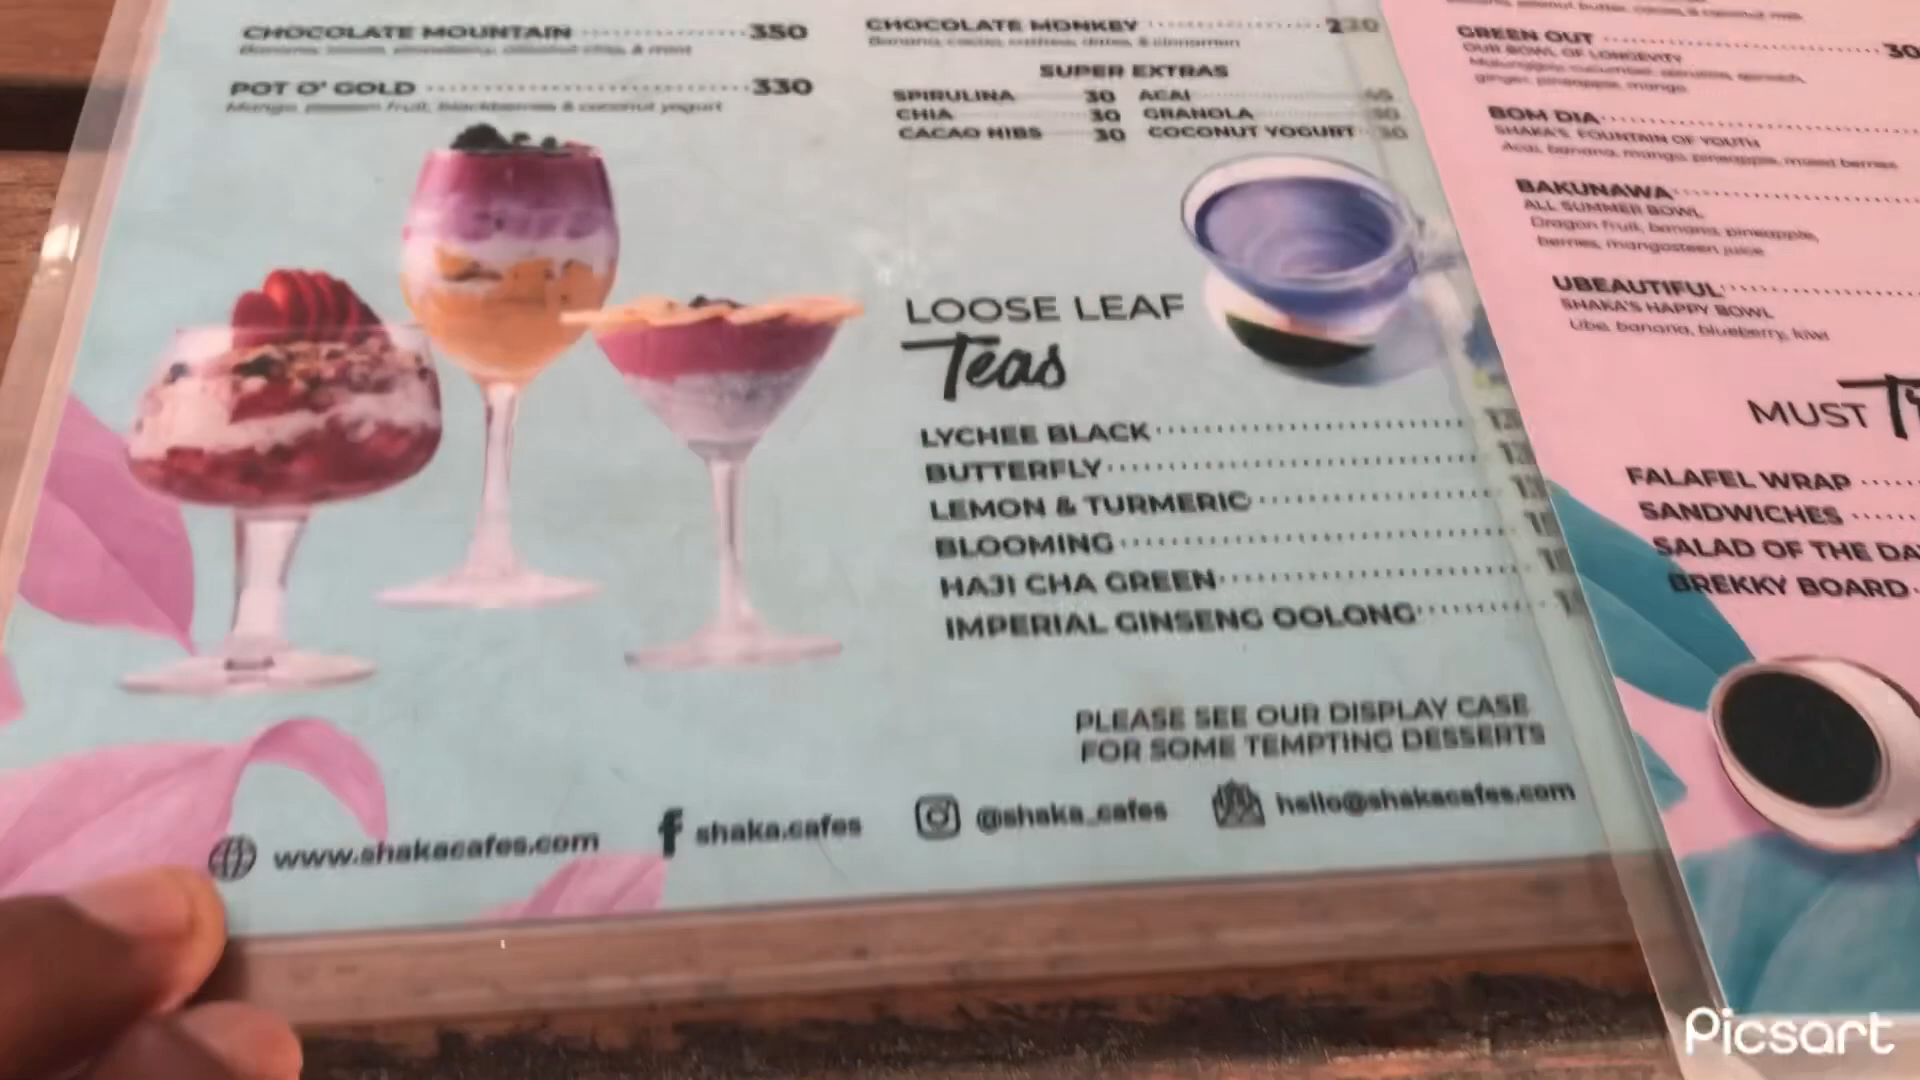 CHOCOLATE MOUNTAIN 350
POT O' GOLD 330
Mango, passion fruit, blackberries & coconut yogurt
CHOCOLATE MONKEY 220
Banana, cacao, cashew, dates, & cinnamon
SUPER EXTRAS
SPIRULINA 30 ACAI
CHIA 30 GRANOLA
CACAO NIBS 30 COCONUT YOGURT
LOOSE LEAF
Teas
LYCHEE BLACK
BUTTERFLY
LEMON & TURMERIC
BLOOMING
HAJI CHA GREEN
IMPERIAL GINSENG OOLONG
PLEASE SEE OUR DISPLAY CASE
FOR SOME TEMPTING DESSERTS
www.shakacafes.com
shaka.cafes
@shaka_cafes
hello@shakacafes.com
GREEN OUT
OUR BOWL OF LONGEVITY
ginger, pineapple, mango
BOM DIA
SHAKA'S FOUNTAIN OF YOUTH
Acai, banana, mango, pineapple, mixed berries
BAKUNAWA
ALL SUMMER BOWL
Dragon fruit, banana, pineapple,
berries, mangosteen juice
UBEAUTIFUL
SHAKA'S HAPPY BOWL
Ube, banana, blueberry, kiwi
MUST
FALAFEL WRAP
SANDWICHES
SALAD OF THE
BREKKY BOARD
Picsart